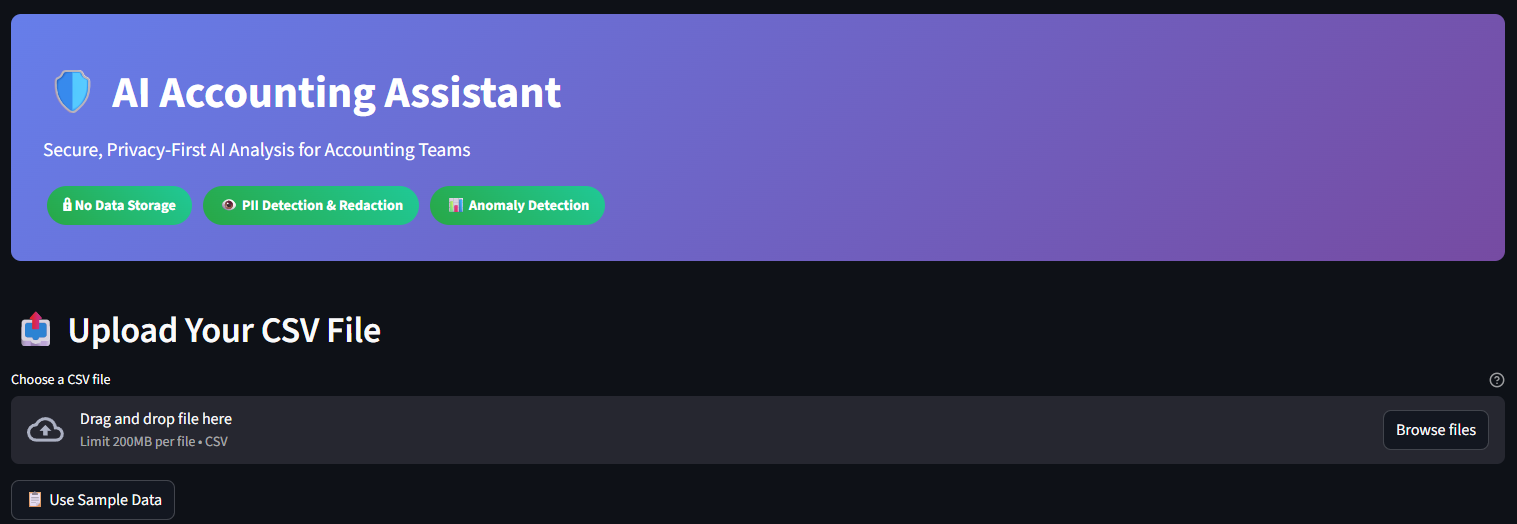 AI Accounting Assistant
Secure, Privacy-First AI Analysis for Accounting Teams
No Data Storage
PII Detection & Redaction
Anomaly Detection
Upload Your CSV File
Choose a CSV file
Drag and drop file here
Limit 200MB per file • CSV
Browse files
Use Sample Data